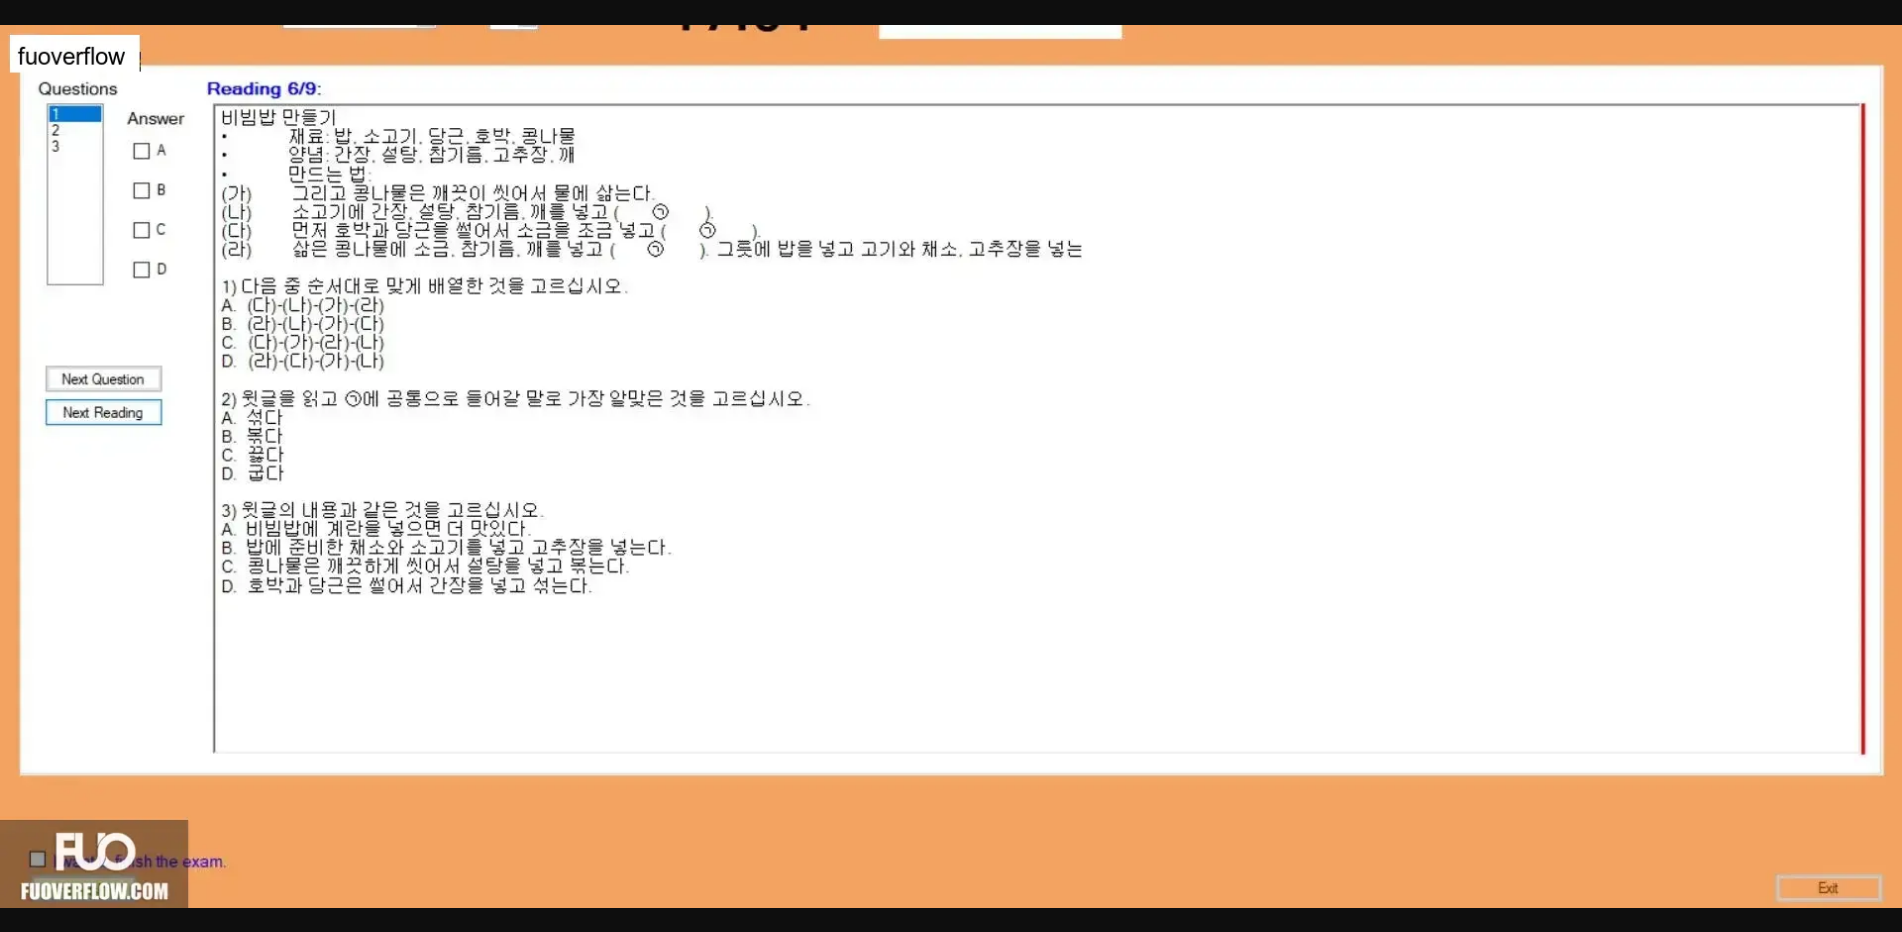 fuoverflow
Questions
Reading 6/9:
1
2
3
Answer
A
B
C
D
Next Question
Next Reading
비빔밥 만들기
• 재료: 밥, 소고기, 당근, 호박, 콩나물
• 양념: 간장, 설탕, 참기름, 고추장, 깨
• 만드는 법:
(가) 그리고 콩나물은 깨끗이 씻어서 물에 삶는다.
(나) 소고기에 간장, 설탕, 참기름, 깨를 넣고 ( ㉠ ).
(다) 먼저 호박과 당근을 썰어서 소금을 조금 넣고 ( ㉠ ).
(라) 삶은 콩나물에 소금, 참기름, 깨를 넣고 ( ㉠ ). 그릇에 밥을 넣고 고기와 채소, 고추장을 넣는
1) 다음 중 순서대로 맞게 배열한 것을 고르십시오.
A. (다)-(나)-(가)-(라)
B. (라)-(나)-(가)-(다)
C. (다)-(가)-(라)-(나)
D. (라)-(다)-(가)-(나)
2) 윗글을 읽고 ㉠에 공통으로 들어갈 말로 가장 알맞은 것을 고르십시오.
A. 섞다
B. 볶다
C. 끓다
D. 굽다
3) 윗글의 내용과 같은 것을 고르십시오.
A. 비빔밥에 계란을 넣으면 더 맛있다.
B. 밥에 준비한 채소와 소고기를 넣고 고추장을 넣는다.
C. 콩나물은 깨끗하게 씻어서 설탕을 넣고 볶는다.
D. 호박과 당근은 썰어서 간장을 넣고 섞는다.
FUO
the exam.
FUOVERFLOW.COM
Exit